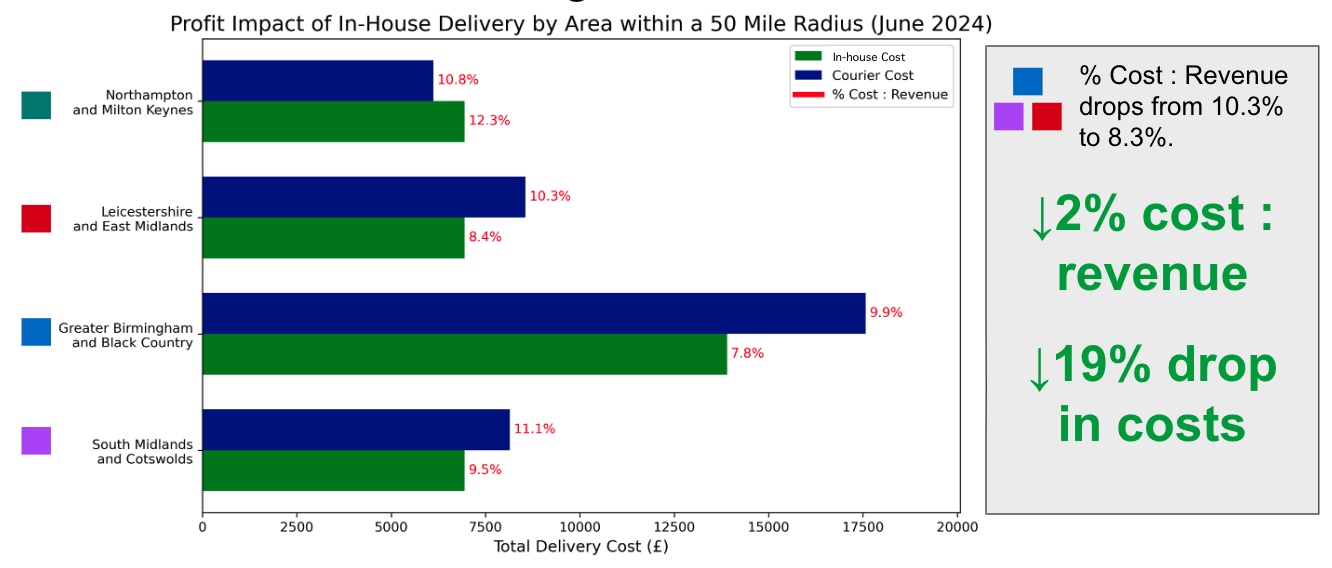 Profit Impact of In-House Delivery by Area within a 50 Mile Radius (June 2024)
In-house Cost
Courier Cost
% Cost : Revenue
Northampton
and Milton Keynes
10.8%
12.3%
Leicestershire
and East Midlands
10.3%
8.4%
Greater Birmingham
and Black Country
9.9%
7.8%
South Midlands
and Cotswolds
11.1%
9.5%
0 2500 5000 7500 10000 12500 15000 17500 20000
Total Delivery Cost (£)
% Cost : Revenue
drops from 10.3%
to 8.3%.
↓2% cost :
revenue
↓19% drop
in costs